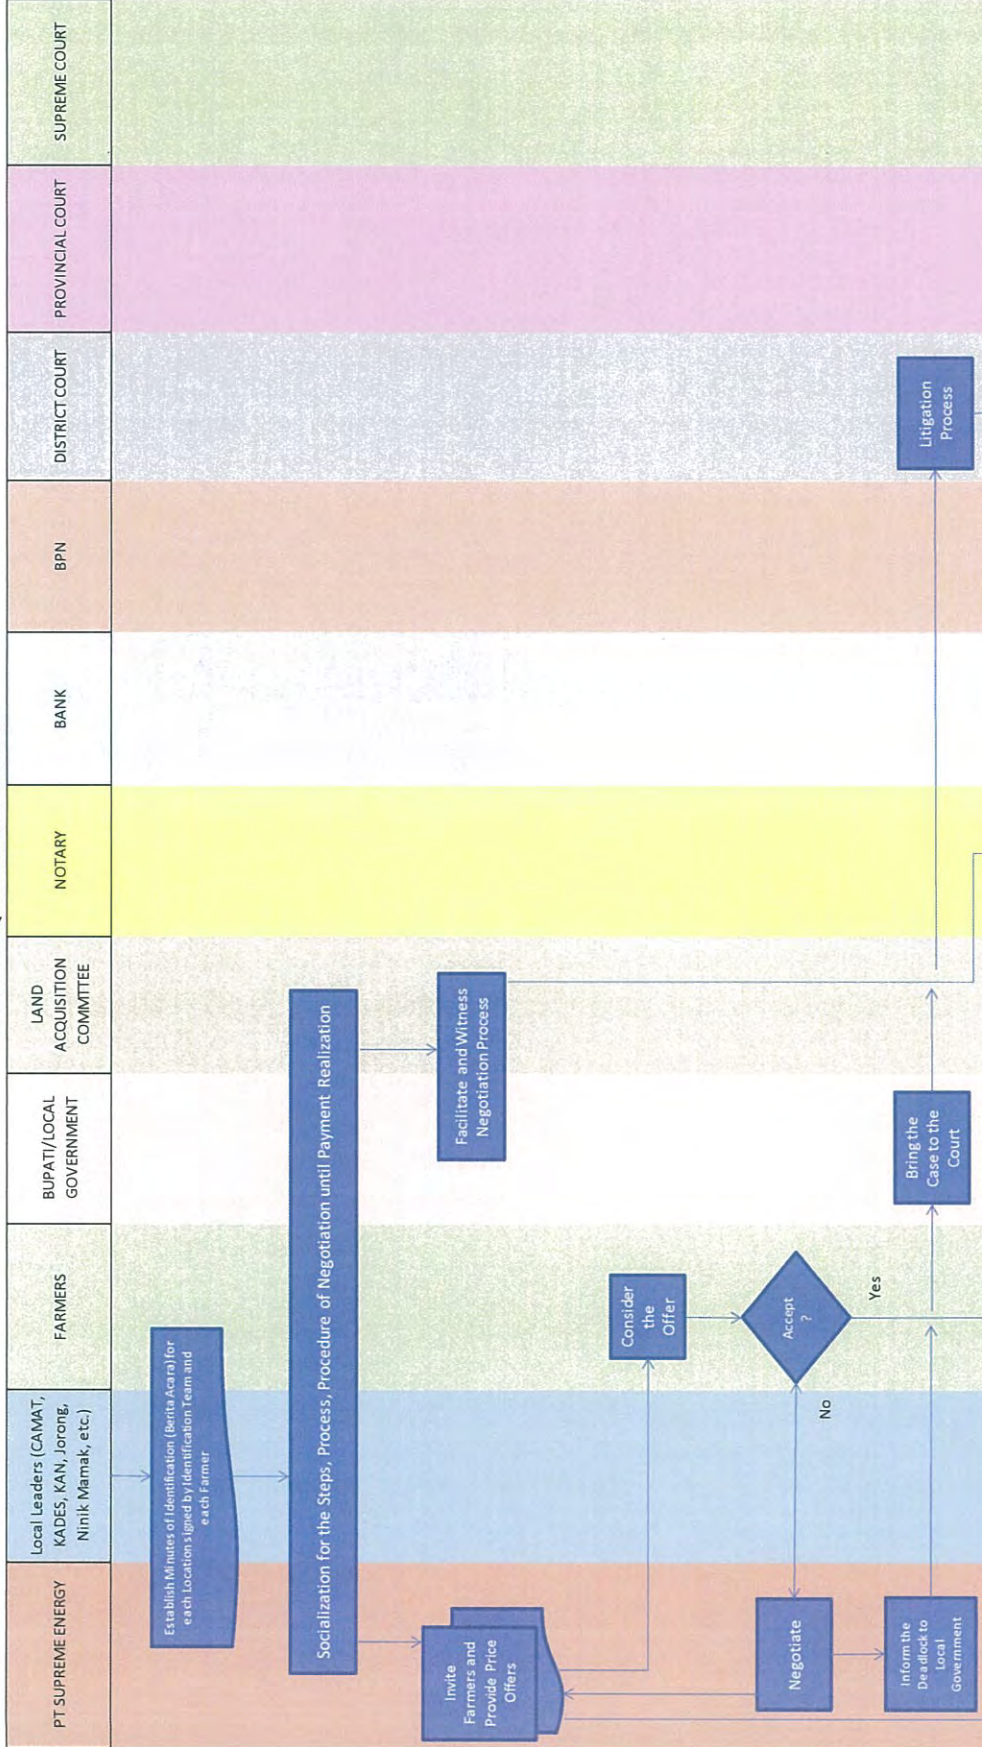 PT SUPREME ENERGY
Local Leaders (CAMAT,
KADES, KAN, Jorong,
Ninik Mamak, etc.)
FARMERS
BUPATI/LOCAL
GOVERNMENT
LAND
ACQUISITION
COMMITTEE
NOTARY
BANK
BPN
DISTRICT COURT
PROVINCIAL COURT
SUPREME COURT
Establish Minutes of Identification (Berita Acara) for
each Location signed by Identification Team and
each Farmer
Socialization for the Steps, Process, Procedure of Negotiation until Payment Realization
Invite
Farmers and
Provide Price
Offers
Facilitate and Witness
Negotiation Process
Consider
the
Offer
Negotiate
No
Accept
?
Yes
Inform the
Deadlock to
Local
Government
Bring the
Case to the
Court
Litigation
Process